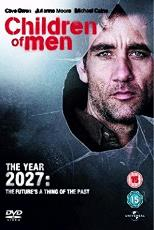 Clive Owen Julianne Moore Michael Caine
Children
of men
THE YEAR
2027:
THE FUTURE'S A THING OF THE PAST
15
15
DVD
VIDEO
UNIVERSAL